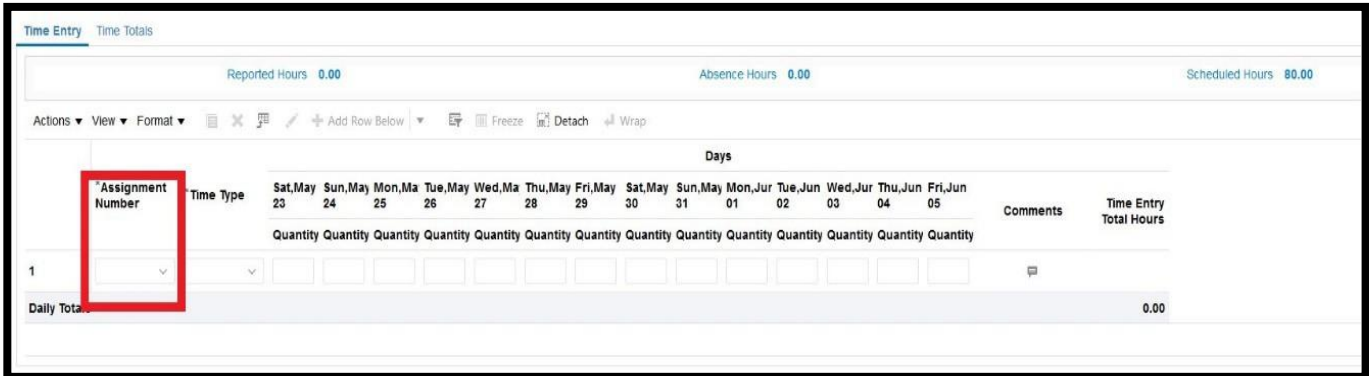 Time Entry Time Totals
Reported Hours 0.00 Absence Hours 0.00 Scheduled Hours 80.00
Actions View Format Add Row Below Freeze Detach Wrap
Days
*Assignment Number *Time Type Sat,May 23 Sun,May 24 Mon,Ma 25 Tue,May 26 Wed,Ma 27 Thu,May 28 Fri,May 29 Sat,May 30 Sun,May 31 Mon,Jur 01 Tue,Jun 02 Wed,Jur 03 Thu,Jun 04 Fri,Jun 05 Comments Time Entry Total Hours
Quantity Quantity Quantity Quantity Quantity Quantity Quantity Quantity Quantity Quantity Quantity Quantity Quantity Quantity
1
Daily Totals 0.00